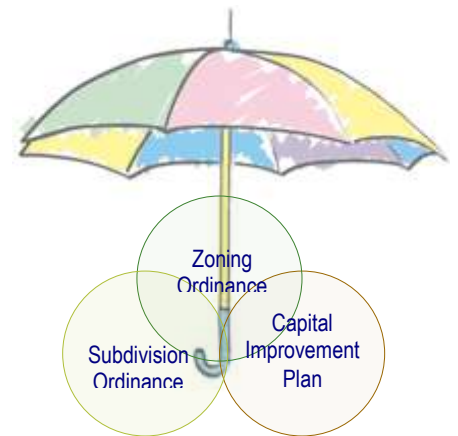 Zoning
Ordinance
Subdivision
Ordinance
Capital
Improvement
Plan